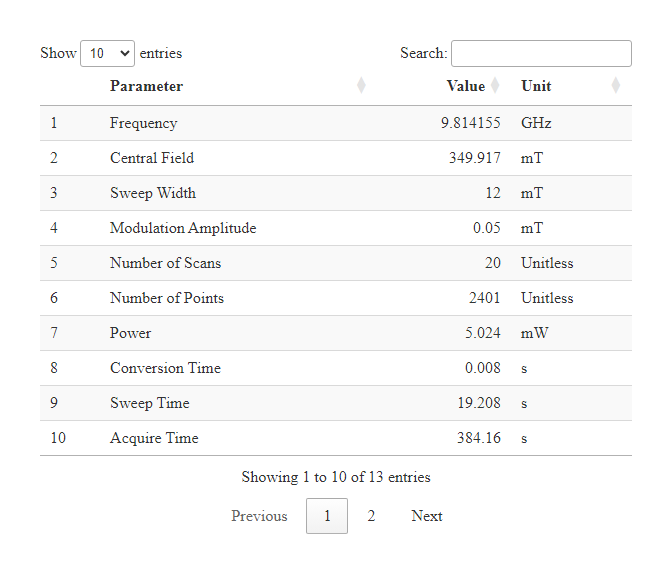 Show 10 entries Search:
Parameter Value Unit
1 Frequency 9.814155 GHz
2 Central Field 349.917 mT
3 Sweep Width 12 mT
4 Modulation Amplitude 0.05 mT
5 Number of Scans 20 Unitless
6 Number of Points 2401 Unitless
7 Power 5.024 mW
8 Conversion Time 0.008 s
9 Sweep Time 19.208 s
10 Acquire Time 384.16 s
Showing 1 to 10 of 13 entries
Previous 1 2 Next